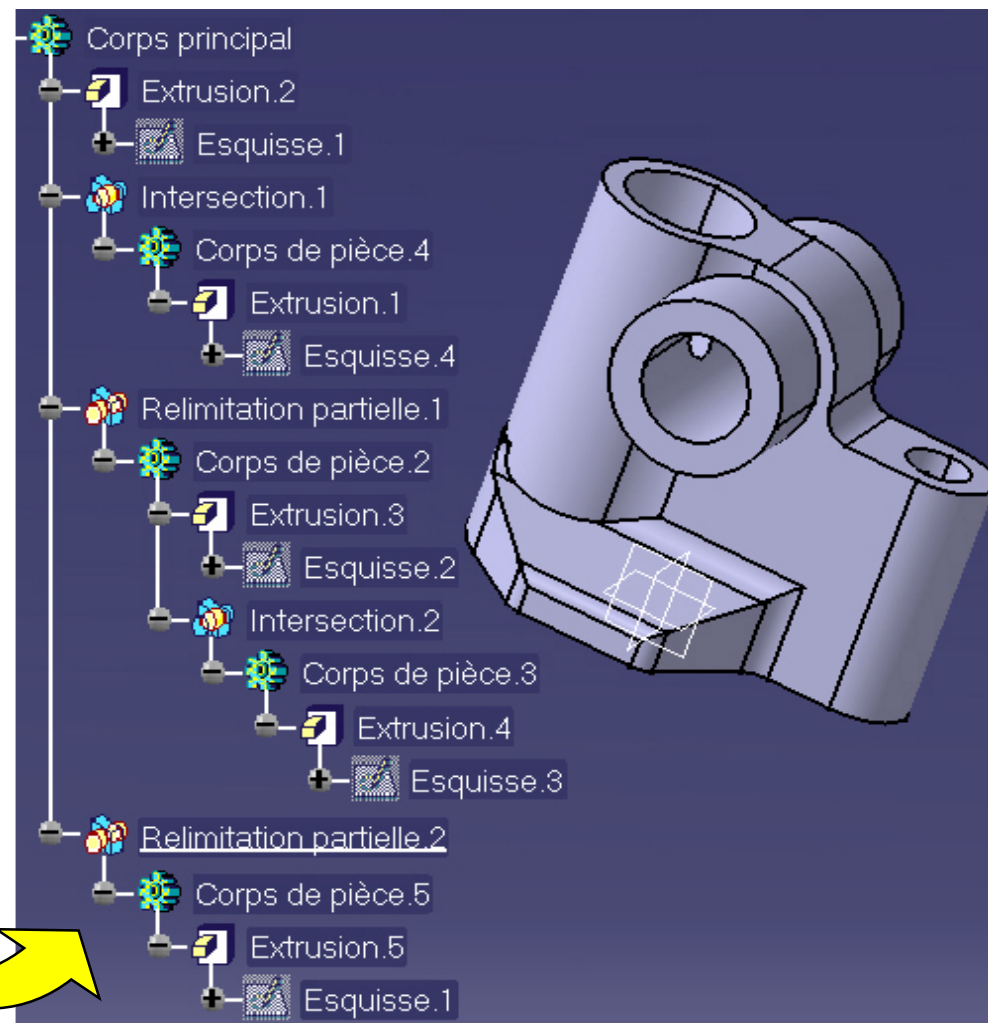 Corps principal
Extrusion.2
Esquisse.1
Intersection.1
Corps de pièce.4
Extrusion.1
Esquisse.4
Relimitation partielle.1
Corps de pièce.2
Extrusion.3
Esquisse.2
Intersection.2
Corps de pièce.3
Extrusion.4
Esquisse.3
Relimitation partielle.2
Corps de pièce.5
Extrusion.5
Esquisse.1